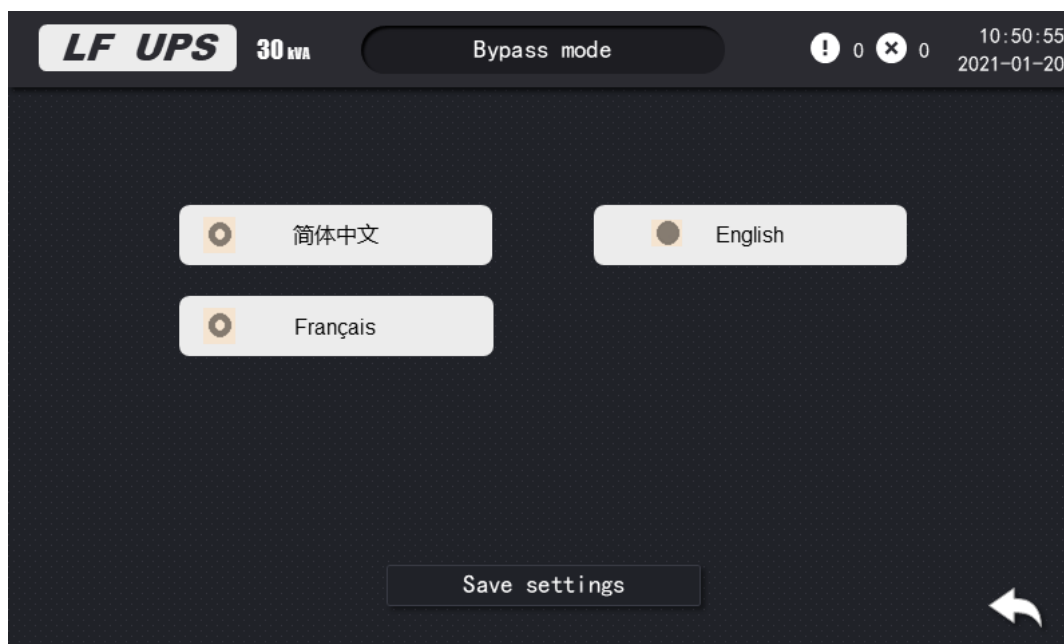 LF UPS 30 kVA Bypass mode 0 0 10:50:55
2021-01-20
简体中文 English
Français
Save settings